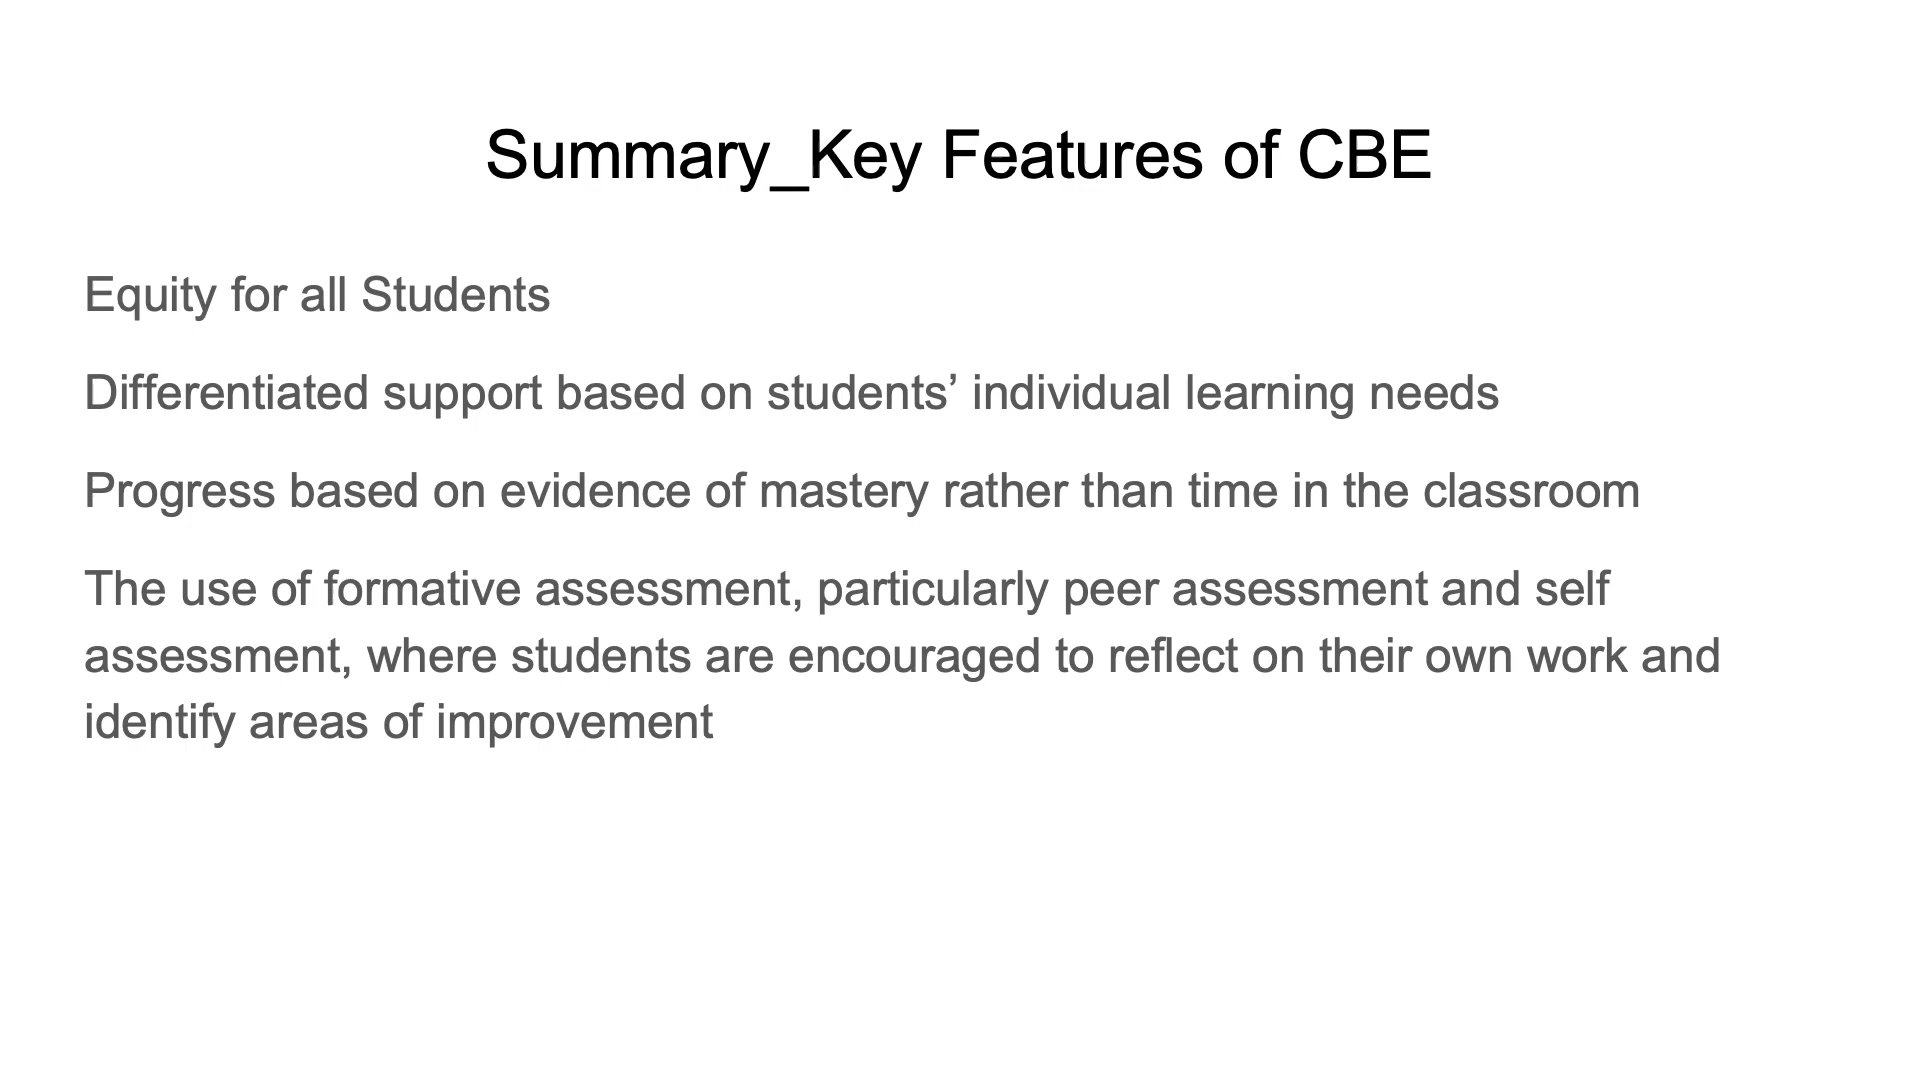 Summary_Key Features of CBE
Equity for all Students
Differentiated support based on students’ individual learning needs
Progress based on evidence of mastery rather than time in the classroom
The use of formative assessment, particularly peer assessment and self
assessment, where students are encouraged to reflect on their own work and
identify areas of improvement